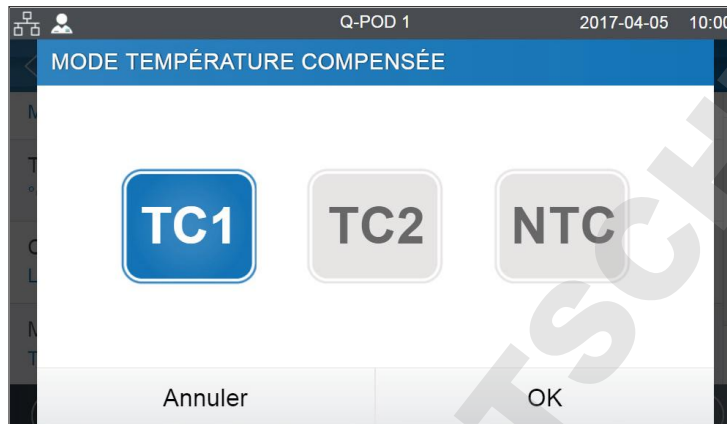 Q-POD 1 2017-04-05 10:00
MODE TEMPÉRATURE COMPENSÉE
TC1 TC2 NTC
Annuler OK